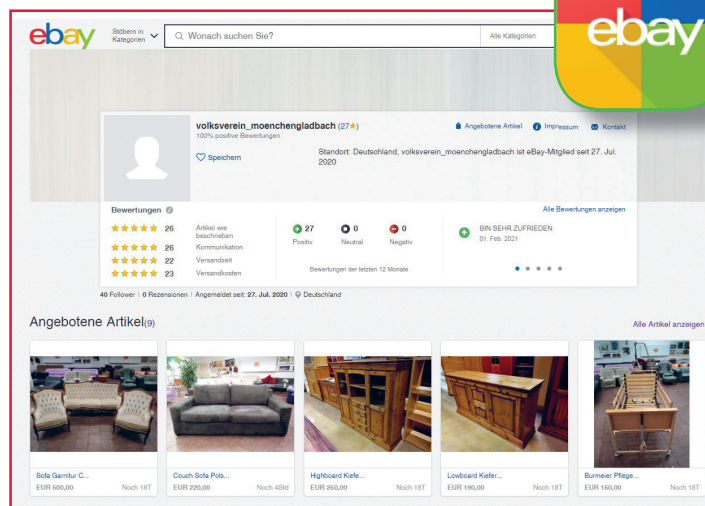 ebay
Stöbern in
Kategorien
Wonach suchen Sie?
Alle Kategorien
ebay
volksverein_moenchengladbach (27★)
100% positive Bewertungen
Angebotene Artikel
Impressum
Kontakt
Speichern
Standort: Deutschland, volksverein_moenchengladbach ist eBay-Mitglied seit 27. Jul.
2020
Bewertungen
Alle Bewertungen anzeigen
26 Artikel wie
beschrieben
26 Kommunikation
22 Versandzeit
23 Versandkosten
27 0 0
Positiv Neutral Negativ
Bewertungen der letzten 12 Monate
BIN SEHR ZUFRIEDEN
01. Feb. 2021
40 Follower | 0 Rezensionen | Angemeldet seit: 27. Jul. 2020 | Deutschland
Angebotene Artikel(9)
Alle Artikel anzeigen
Sofa Garnitur C...
EUR 500,00 Noch 18T
Couch Sofa Pols...
EUR 220,00 Noch 4Std
Highboard Kiefe...
EUR 250,00 Noch 18T
Lowboard Kiefer...
EUR 190,00 Noch 18T
Burmeier Pflege...
EUR 150,00 Noch 18T